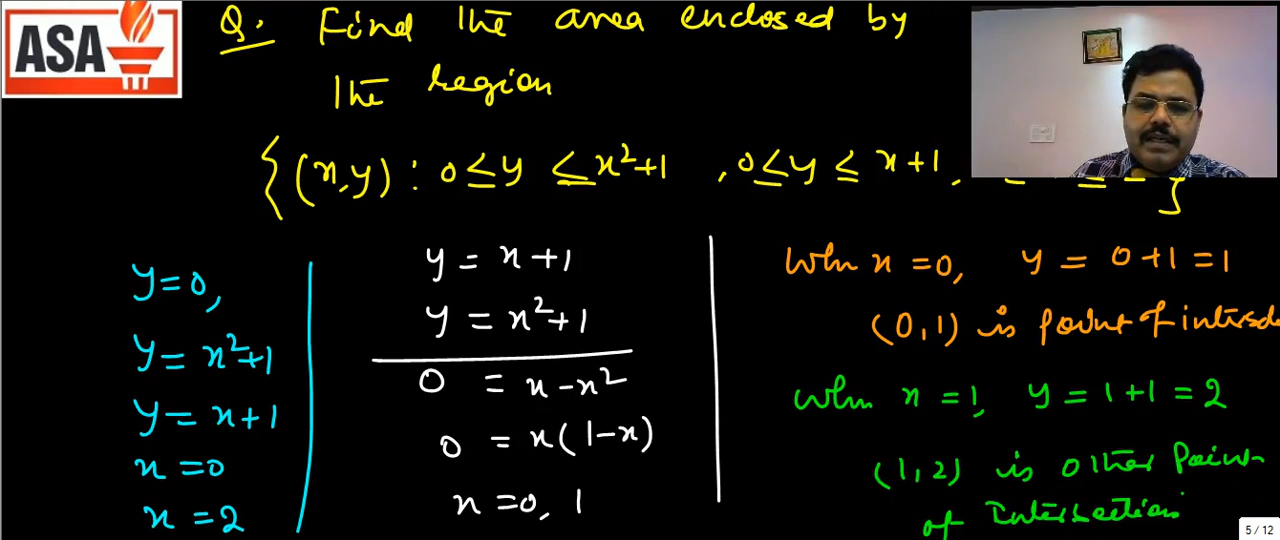 ASA
Q. Find the area enclosed by
the region
{(x,y) : 0≤y ≤x²+1 , 0≤y ≤ x+1,
y=0,
y= x²+1
y= x+1
x=0
x=2
y = x+1
y = x²+1
0 = x-x²
0 = x(1-x)
x=0, 1
When x=0, y = 0+1=1
(0,1) is point of
When x=1, y=1+1=2
(1,2) is other point
of Intersection
5 / 12